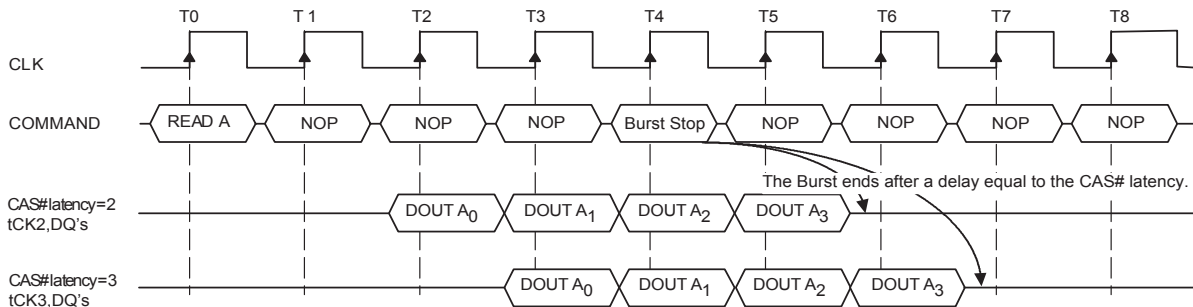 T0 T1 T2 T3 T4 T5 T6 T7 T8
CLK
COMMAND READ A NOP NOP NOP Burst Stop NOP NOP NOP NOP
The Burst ends after a delay equal to the CAS# latency.
CAS#latency=2
tCK2,DQ's
DOUT A0 DOUT A1 DOUT A2 DOUT A3
CAS#latency=3
tCK3,DQ's
DOUT A0 DOUT A1 DOUT A2 DOUT A3